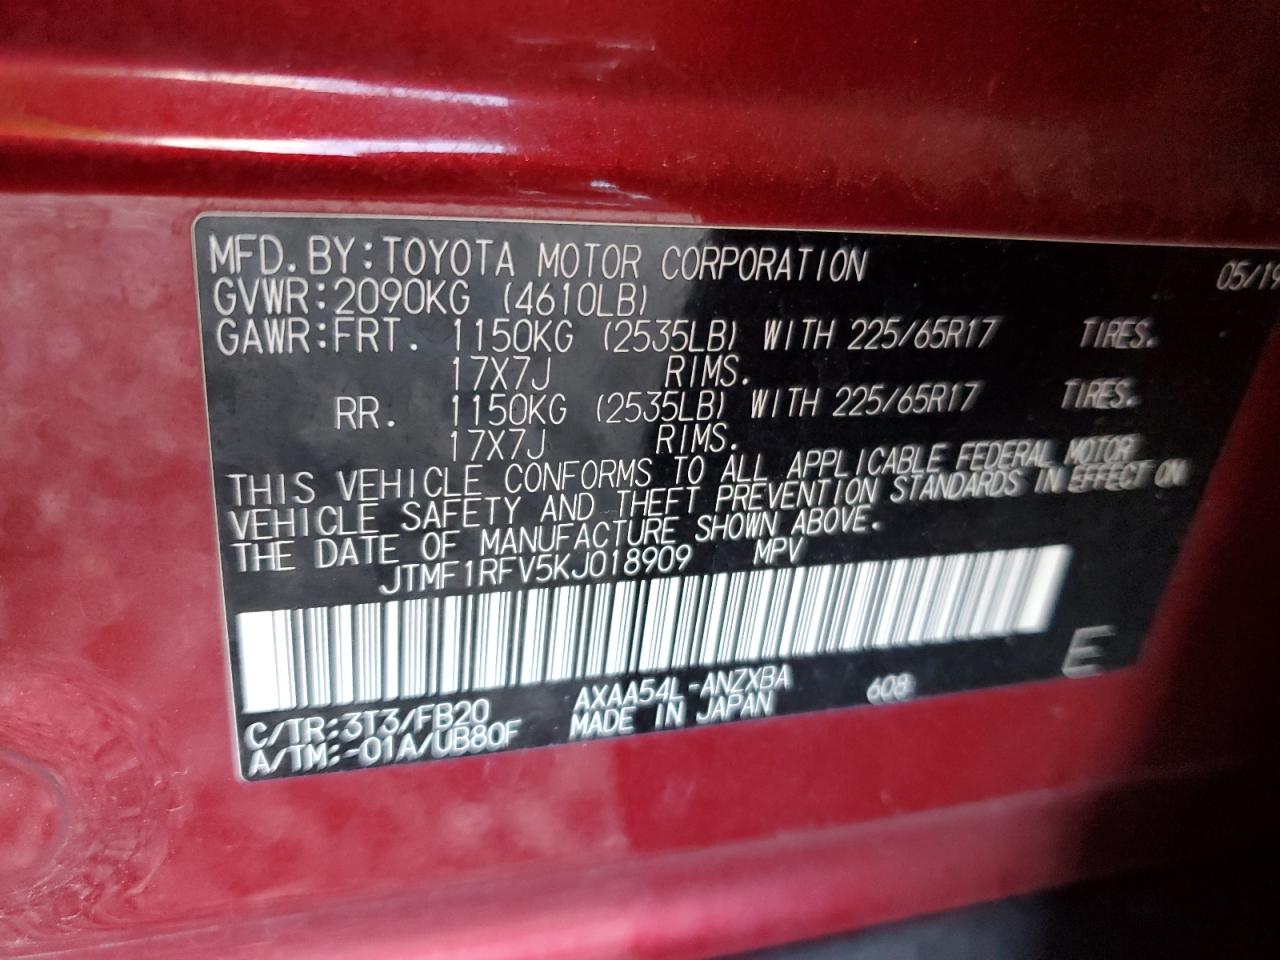 MFD.BY:TOYOTA MOTOR CORPORATION 05/19
GVWR:2090KG (4610LB)
GAWR:FRT. 1150KG (2535LB) WITH 225/65R17 TIRES.
17X7J RIMS.
RR. 1150KG (2535LB) WITH 225/65R17 TIRES.
17X7J RIMS.
THIS VEHICLE CONFORMS TO ALL APPLICABLE FEDERAL MOTOR
VEHICLE SAFETY AND THEFT PREVENTION STANDARDS IN EFFECT ON
THE DATE OF MANUFACTURE SHOWN ABOVE.
JTMF1RFV5KJ018909 MPV
E
C/TR:3T3/FB20 AXAA54L-ANZXBA 608
A/TM:-01A/UB80F MADE IN JAPAN